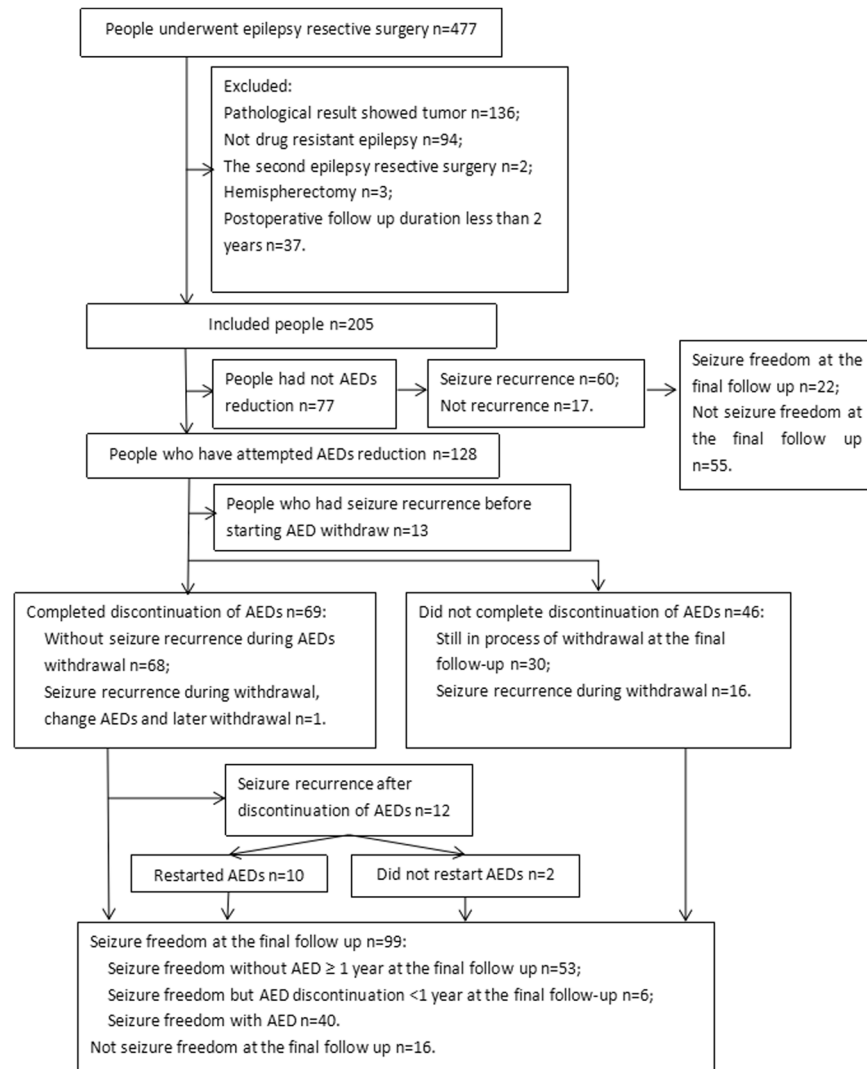 People underwent epilepsy resective surgery n=477
Excluded:
Pathological result showed tumor n=136;
Not drug resistant epilepsy n=94;
The second epilepsy resective surgery n=2;
Hemispherectomy n=3;
Postoperative follow up duration less than 2
years n=37.
Included people n=205
People had not AEDs
reduction n=77
Seizure recurrence n=60;
Not recurrence n=17.
Seizure freedom at the
final follow up n=22;
Not seizure freedom at
the final follow up
n=55.
People who have attempted AEDs reduction n=128
People who had seizure recurrence before
starting AED withdraw n=13
Completed discontinuation of AEDs n=69:
Without seizure recurrence during AEDs
withdrawal n=68;
Seizure recurrence during withdrawal,
change AEDs and later withdrawal n=1.
Did not complete discontinuation of AEDs n=46:
Still in process of withdrawal at the final
follow-up n=30;
Seizure recurrence during withdrawal n=16.
Seizure recurrence after
discontinuation of AEDs n=12
Restarted AEDs n=10
Did not restart AEDs n=2
Seizure freedom at the final follow up n=99:
Seizure freedom without AED ≥ 1 year at the final follow up n=53;
Seizure freedom but AED discontinuation <1 year at the final follow-up n=6;
Seizure freedom with AED n=40.
Not seizure freedom at the final follow up n=16.